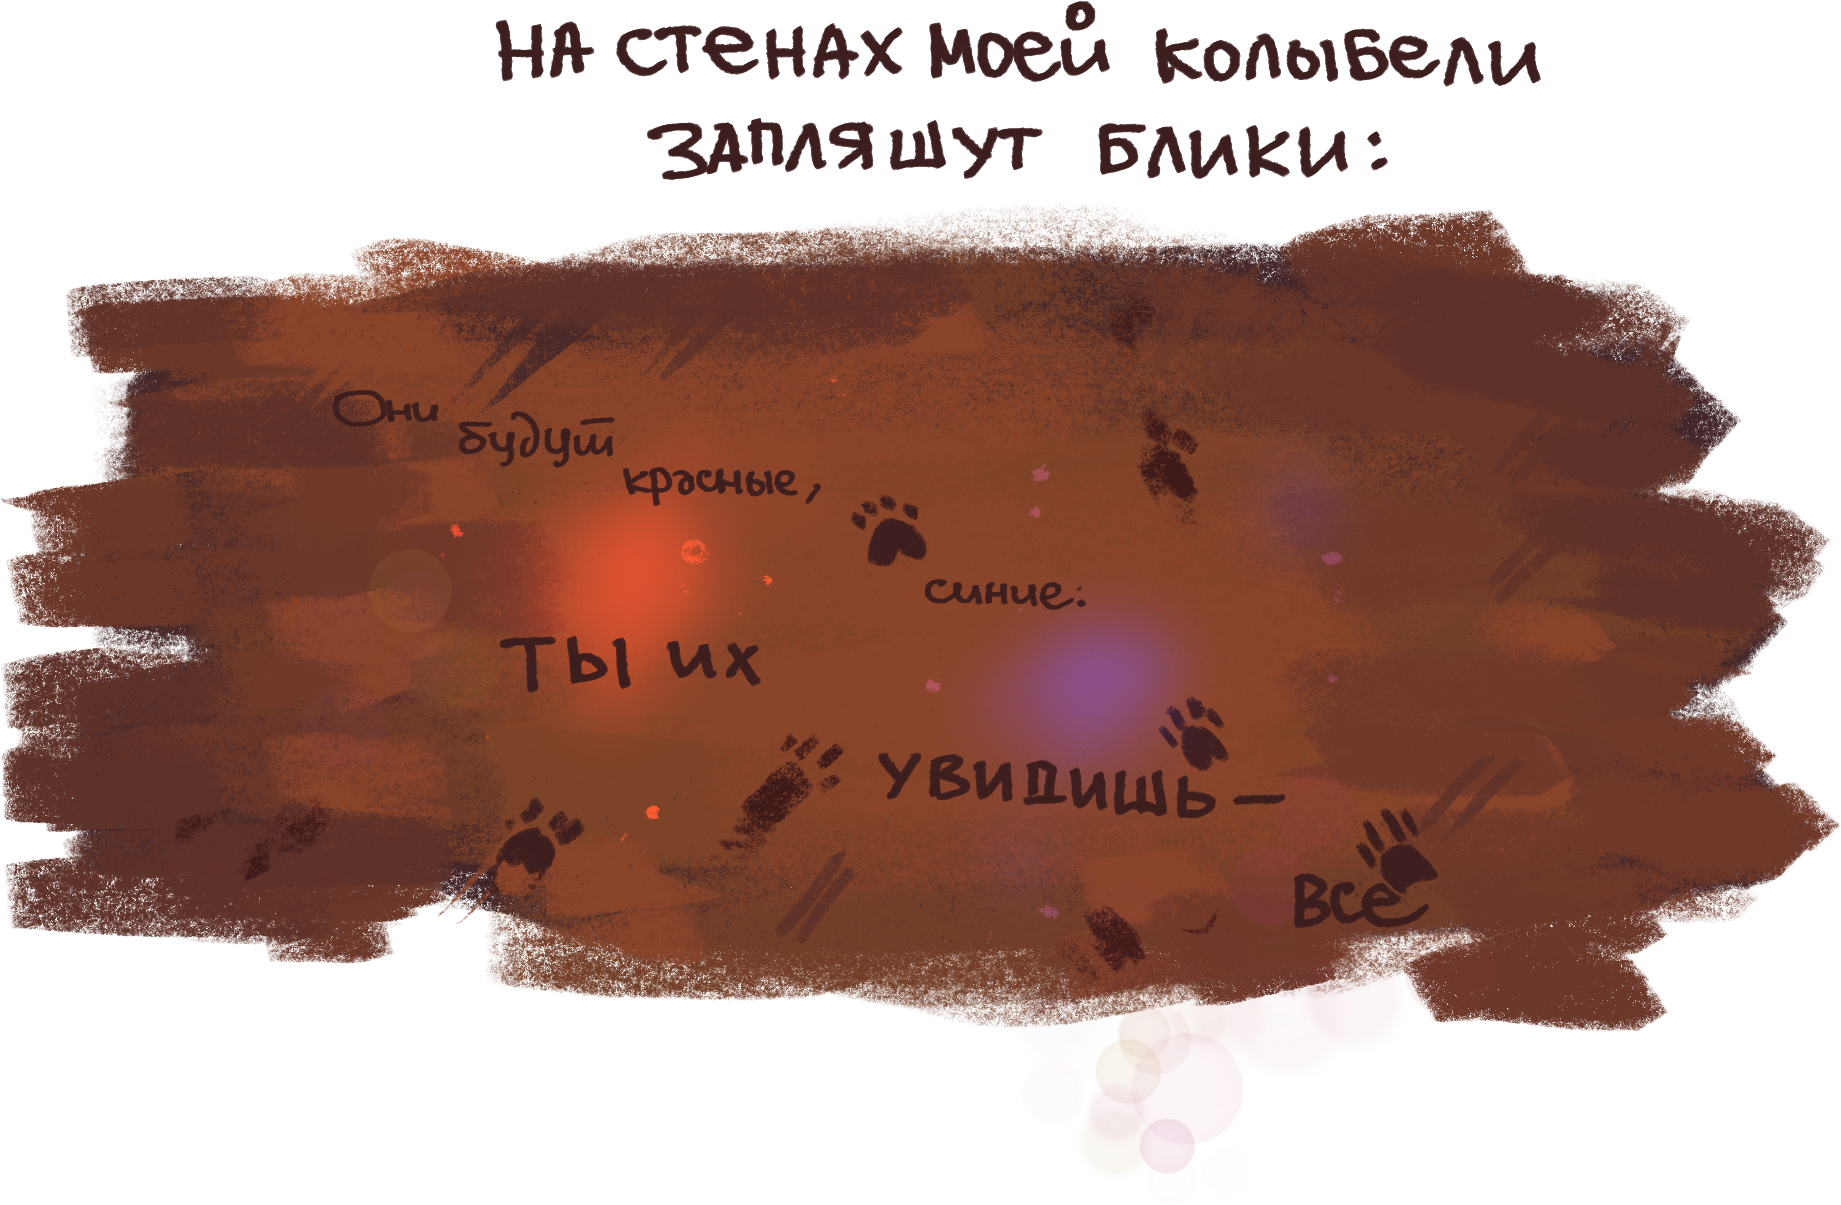 НА СТЕНАХ МОЕЙ КОЛЫБЕЛИ
ЗАПЛЯШУТ БЛИКИ:
Они
будут
красные,
синие:
ТЫ ИХ
УВИДИШЬ —
ВСЕ